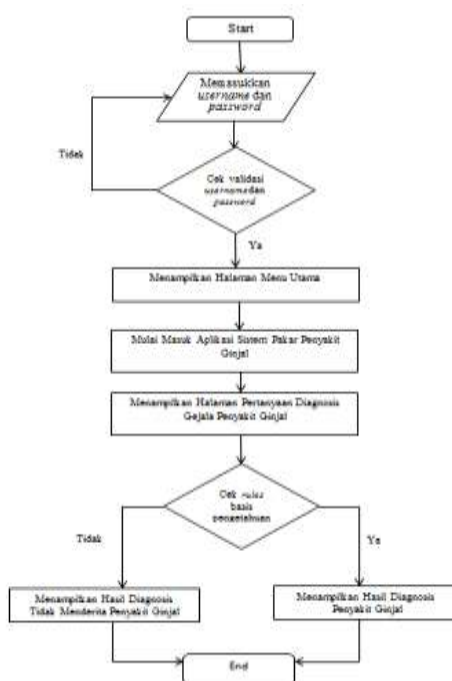 Start
Memasukkan
username dan
password
Tidak
Cek validasi
username dan
password
Ya
Menampilkan Halaman Menu Utama
Mulai Masuk Aplikasi Sistem Pakar Penyakit
Ginjal
Menampilkan Halaman Pertanyaan Diagnosis
Gejala Penyakit Ginjal
Cek rules
basis
pengetahuan
Tidak
Ya
Menampilkan Hasil Diagnosis
Tidak Menderita Penyakit Ginjal
Menampilkan Hasil Diagnosis
Penyakit Ginjal
End